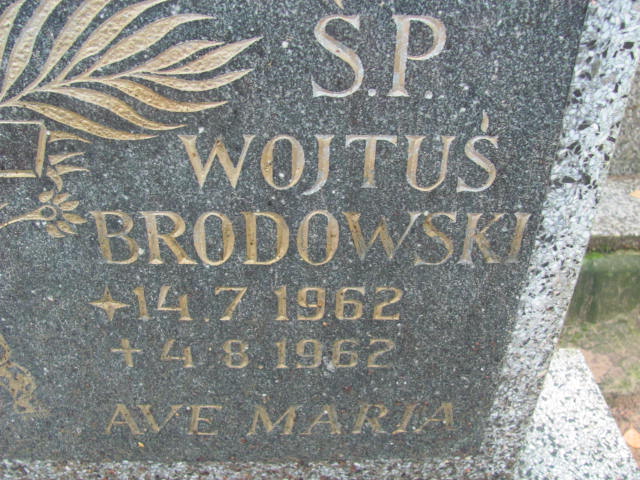 Ś.P.
WOJTUŚ
BRODOWSKI
14.7 1962
+ 4.8.1962
AVE MARIA